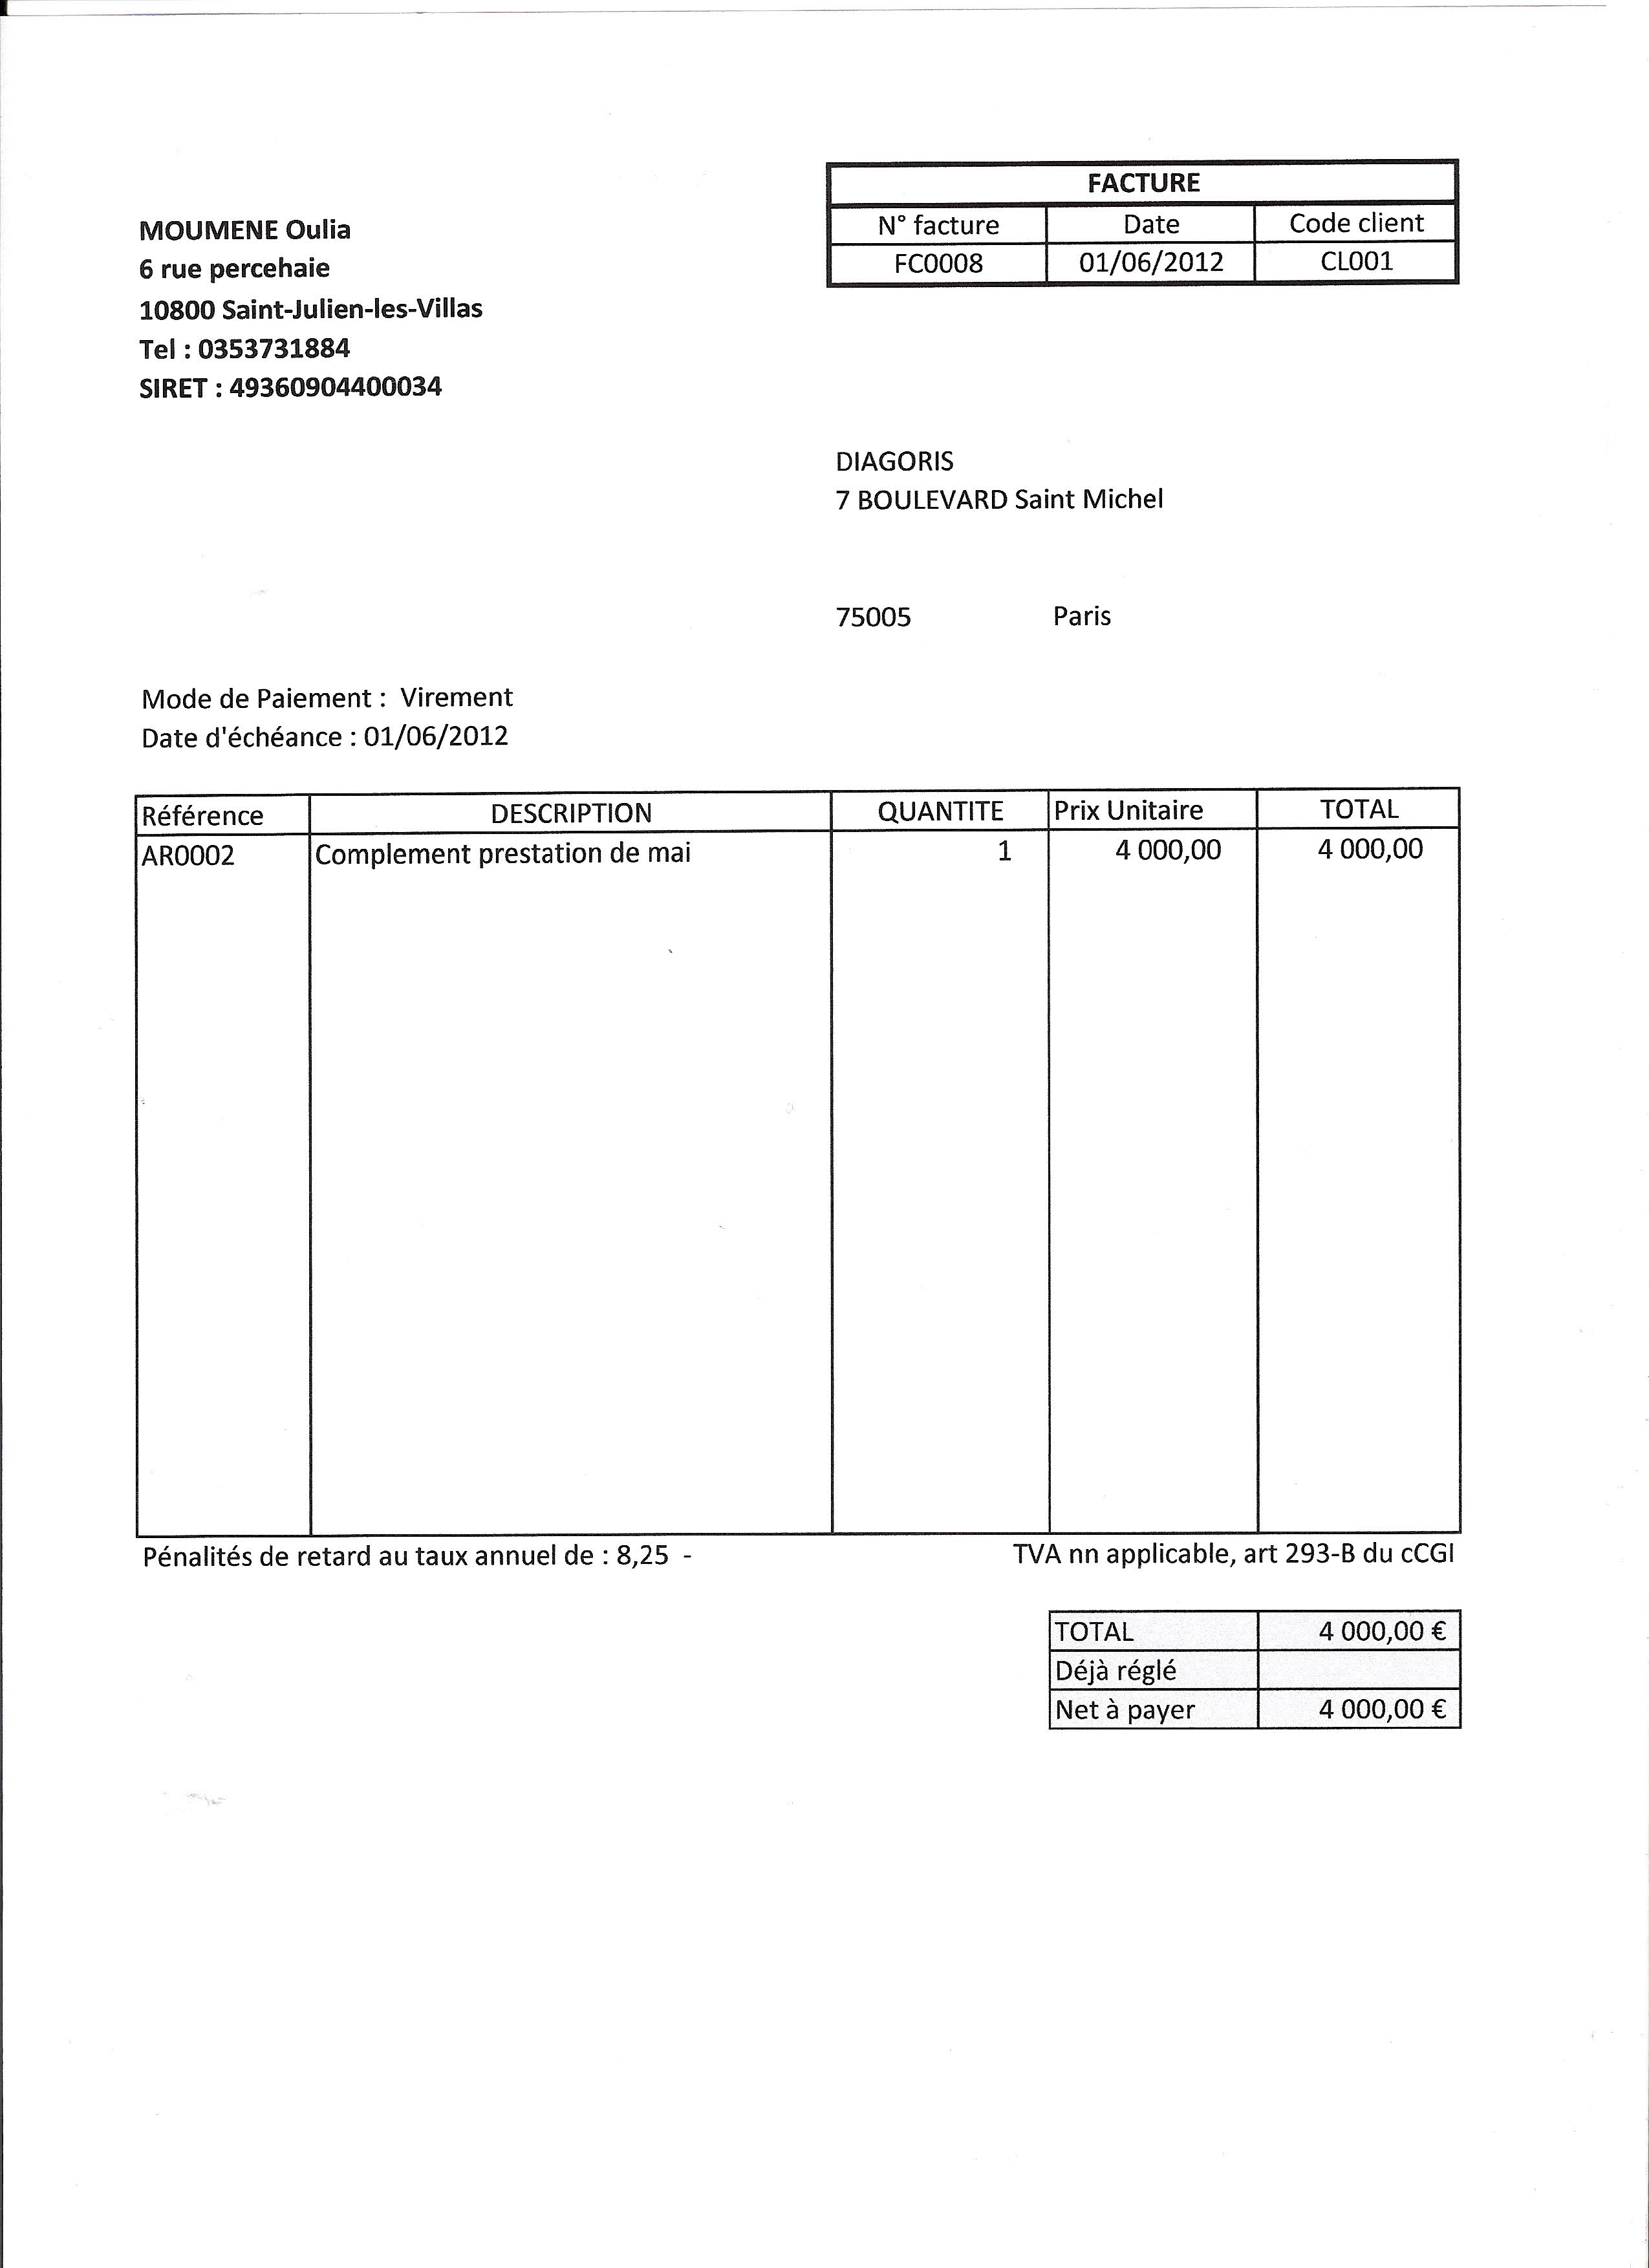 FACTURE
N° facture Date Code client
FC0008 01/06/2012 CL001
MOUMENE Oulia
6 rue percehaie
10800 Saint-Julien-les-Villas
Tel : 0353731884
SIRET : 49360904400034
DIAGORIS
7 BOULEVARD Saint Michel
75005 Paris
Mode de Paiement : Virement
Date d'échéance : 01/06/2012
Référence DESCRIPTION QUANTITE Prix Unitaire TOTAL
AR0002 Complement prestation de mai 1 4 000,00 4 000,00
Pénalités de retard au taux annuel de : 8,25 - TVA nn applicable, art 293-B du cCGI
TOTAL 4 000,00 €
Déjà réglé
Net à payer 4 000,00 €